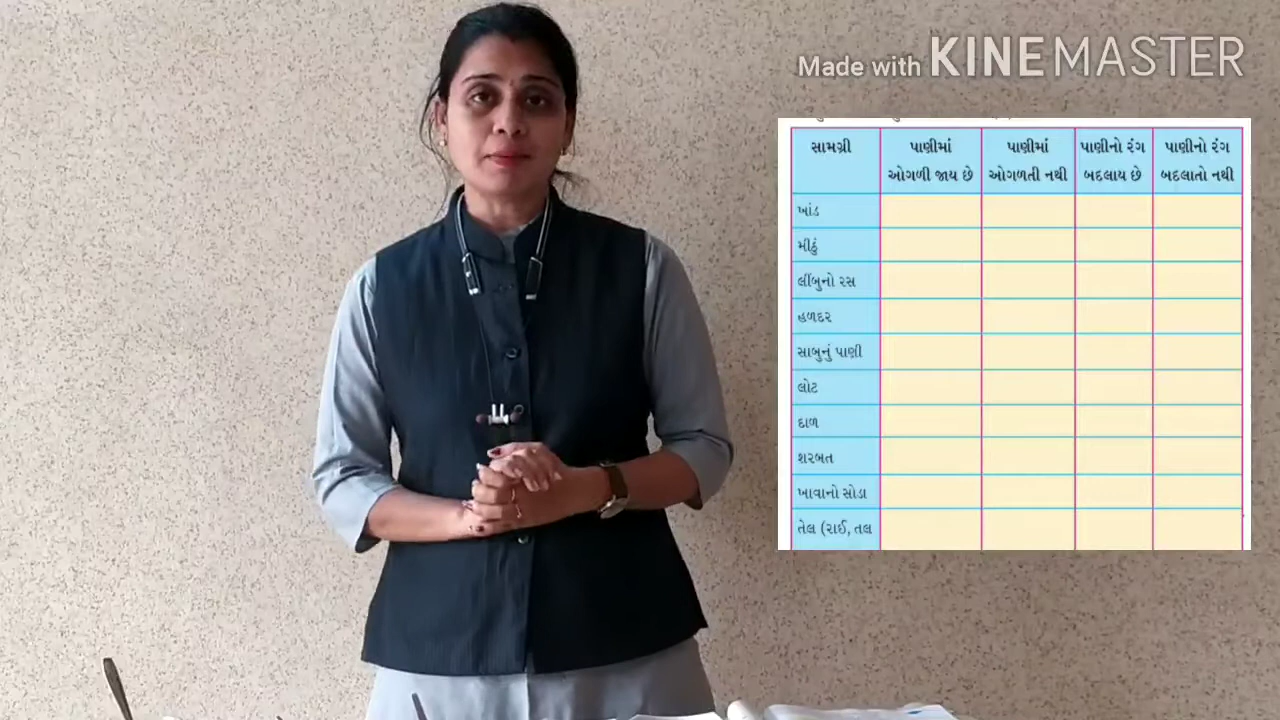 Made with KINEMASTER
સામગ્રી પાણીમાં ઓગળી જાય છે પાણીમાં ઓગળતી નથી પાણીનો રંગ બદલાય છે પાણીનો રંગ બદલાતો નથી
ખાંડ
મીઠું
લીંબુનો રસ
હળદર
સાબુનું પાણી
લોટ
દાળ
શરબત
ખાવાનો સોડા
તેલ (રાઈ, તલ